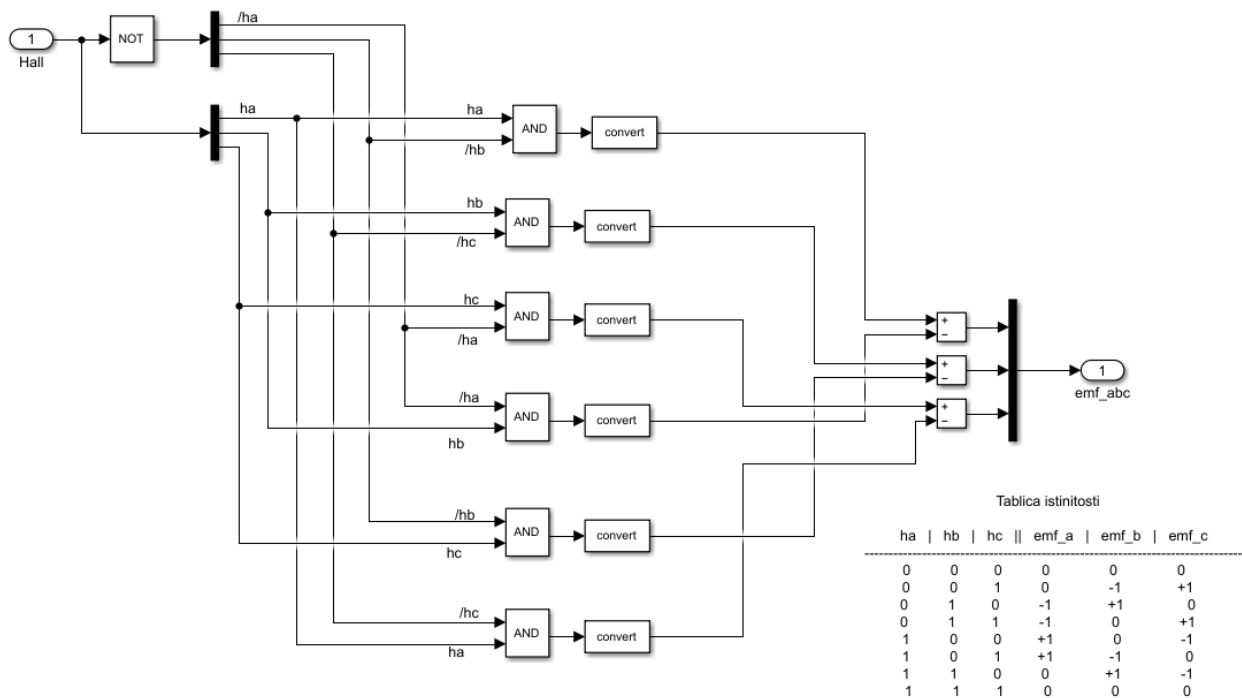 /ha
1
NOT
Hall
ha
ha
AND
convert
/hb
hb
AND
convert
/hc
hc
AND
convert
/ha
+
−
+
−
1
emf_abc
/ha
AND
convert
hb
+
−
Tablica istinitosti
/hb
AND
convert
hc
ha | hb | hc || emf_a | emf_b | emf_c
--------------------------------------------------------------------------
0 0 0 0 0 0
0 0 1 0 -1 +1
0 1 0 -1 +1 0
0 1 1 -1 0 +1
1 0 0 +1 0 -1
1 0 1 +1 -1 0
1 1 0 0 +1 -1
1 1 1 0 0 0
/hc
AND
convert
ha